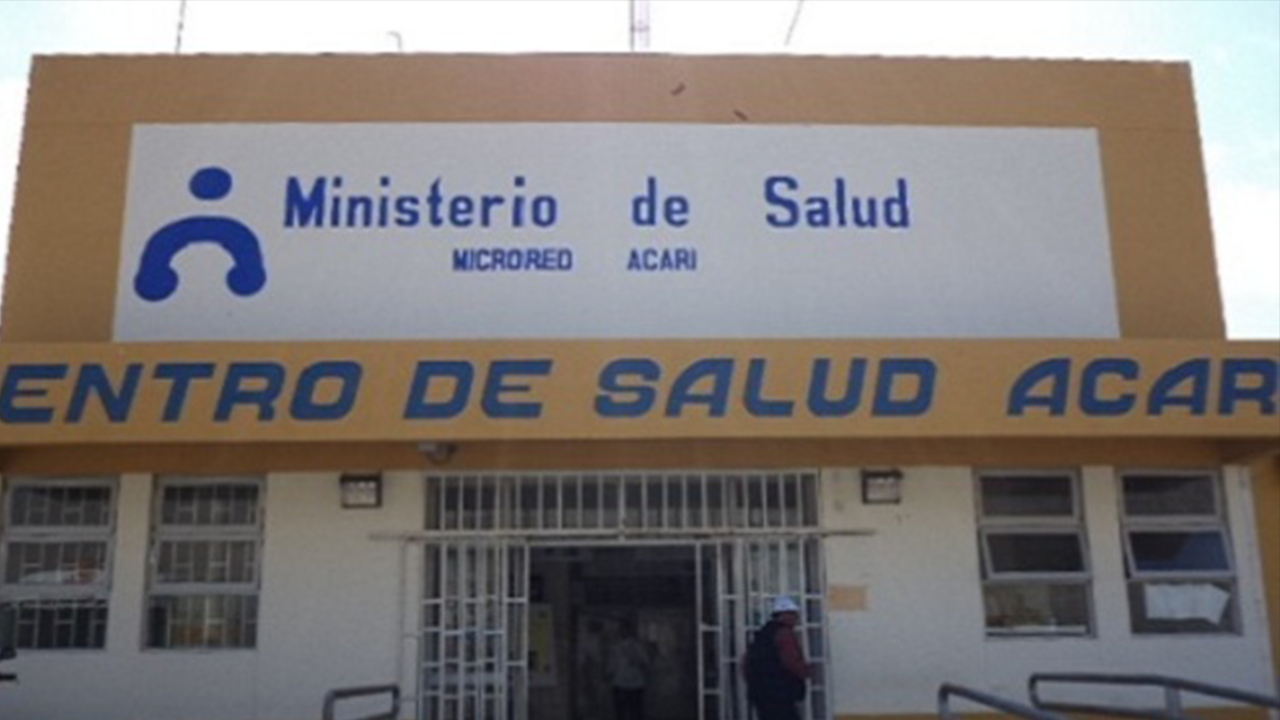 Ministerio de Salud
MICRORED ACARI
ENTRO DE SALUD ACAR